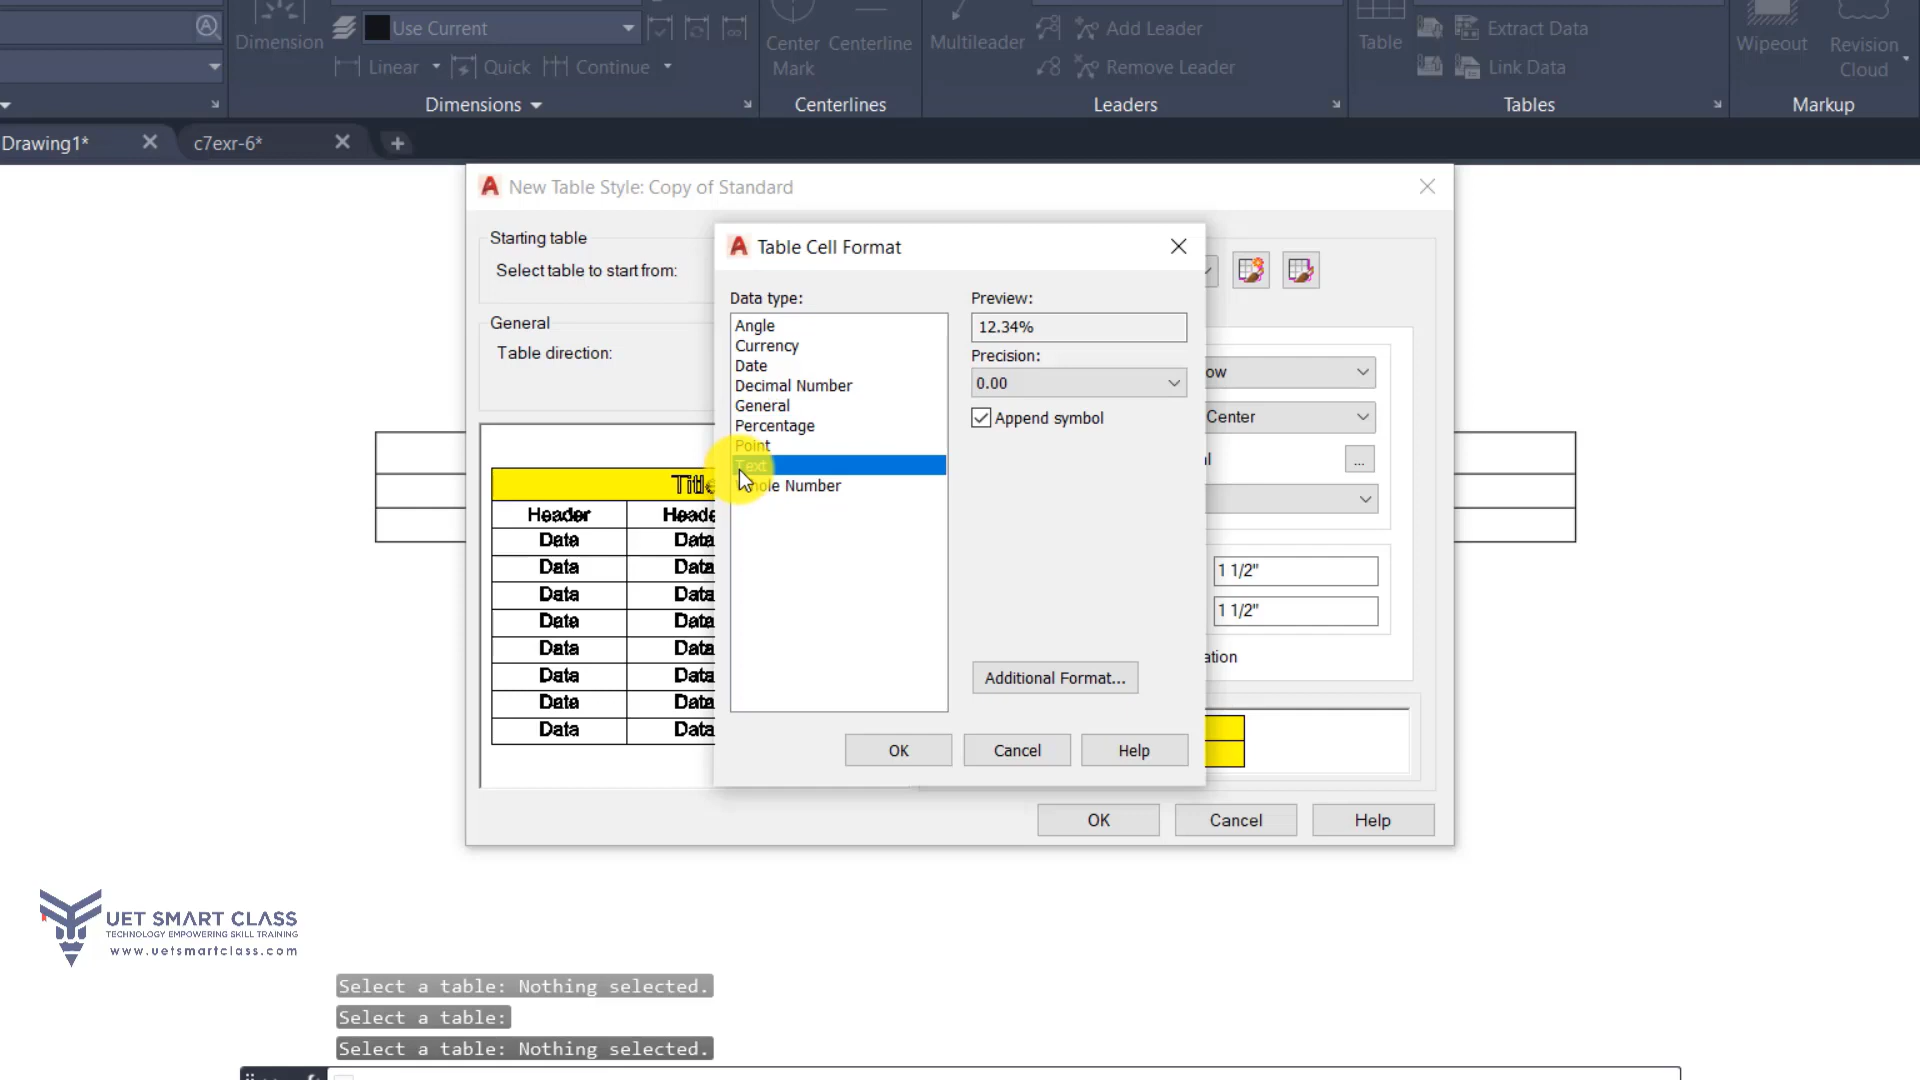 Dimension
Use Current
Linear
Quick
Continue
Dimensions
Center
Mark
Centerline
Centerlines
Multileader
Add Leader
Remove Leader
Leaders
Table
Extract Data
Link Data
Tables
Wipeout
Revision
Cloud
Markup
Drawing1*
c7exr-6*
New Table Style: Copy of Standard
Starting table
Select table to start from:
General
Table direction:
Title
Header
Data
Data
Data
Data
Data
Data
Data
Data
Table Cell Format
Data type:
Angle
Currency
Date
Decimal Number
General
Percentage
Point
Text
Whole Number
Preview:
12.34%
Precision:
0.00
Append symbol
Additional Format...
OK
Cancel
Help
Center
...
1 1/2"
1 1/2"
OK
Cancel
Help
UET SMART CLASS
TECHNOLOGY EMPOWERING SKILL TRAINING
www.uetsmartclass.com
Select a table: Nothing selected.
Select a table:
Select a table: Nothing selected.